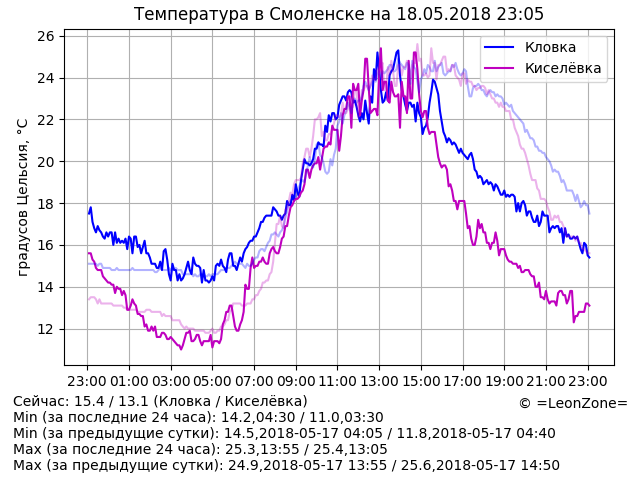 Температура в Смоленске на 18.05.2018 23:05
градусов Цельсия, °C
26
24
22
20
18
16
14
12
Кловка
Киселёвка
23:00 01:00 03:00 05:00 07:00 09:00 11:00 13:00 15:00 17:00 19:00 21:00 23:00
Сейчас: 15.4 / 13.1 (Кловка / Киселёвка)
© =LeonZone=
Min (за последние 24 часа): 14.2,04:30 / 11.0,03:30
Min (за предыдущие сутки): 14.5,2018-05-17 04:05 / 11.8,2018-05-17 04:40
Max (за последние 24 часа): 25.3,13:55 / 25.4,13:05
Max (за предыдущие сутки): 24.9,2018-05-17 13:55 / 25.6,2018-05-17 14:50